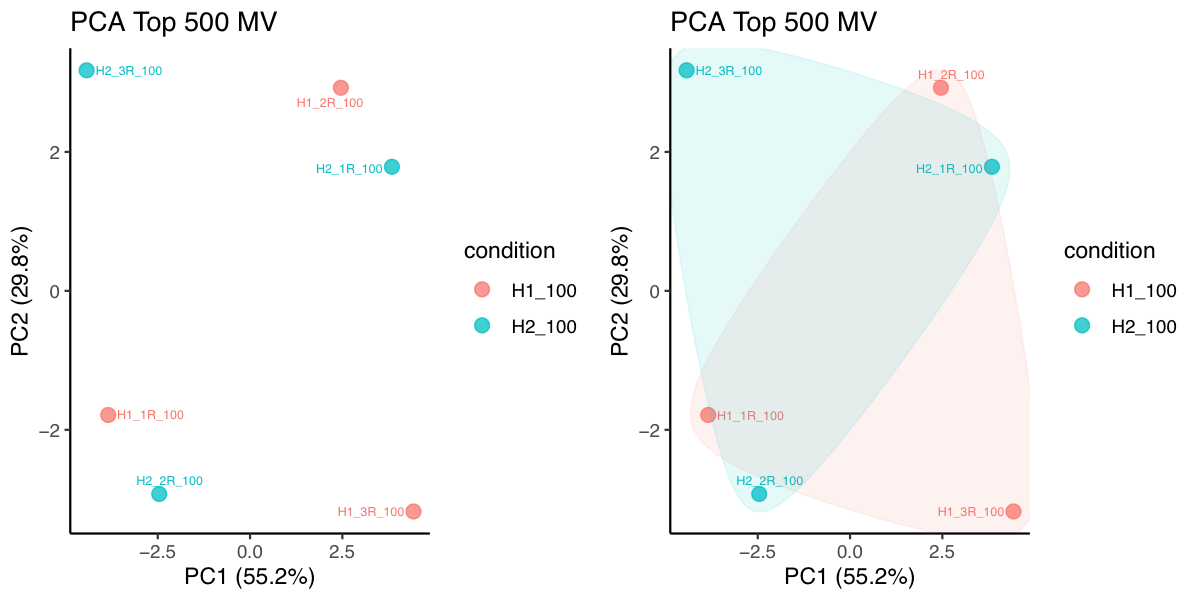 PCA Top 500 MV
H2_3R_100
H1_2R_100
H2_1R_100
H1_1R_100
H2_2R_100
H1_3R_100
2
0
−2
−2.5
0.0
2.5
PC1 (55.2%)
PC2 (29.8%)
condition
H1_100
H2_100
PCA Top 500 MV
H2_3R_100
H1_2R_100
H2_1R_100
H1_1R_100
H2_2R_100
H1_3R_100
2
0
−2
−2.5
0.0
2.5
PC1 (55.2%)
PC2 (29.8%)
condition
H1_100
H2_100